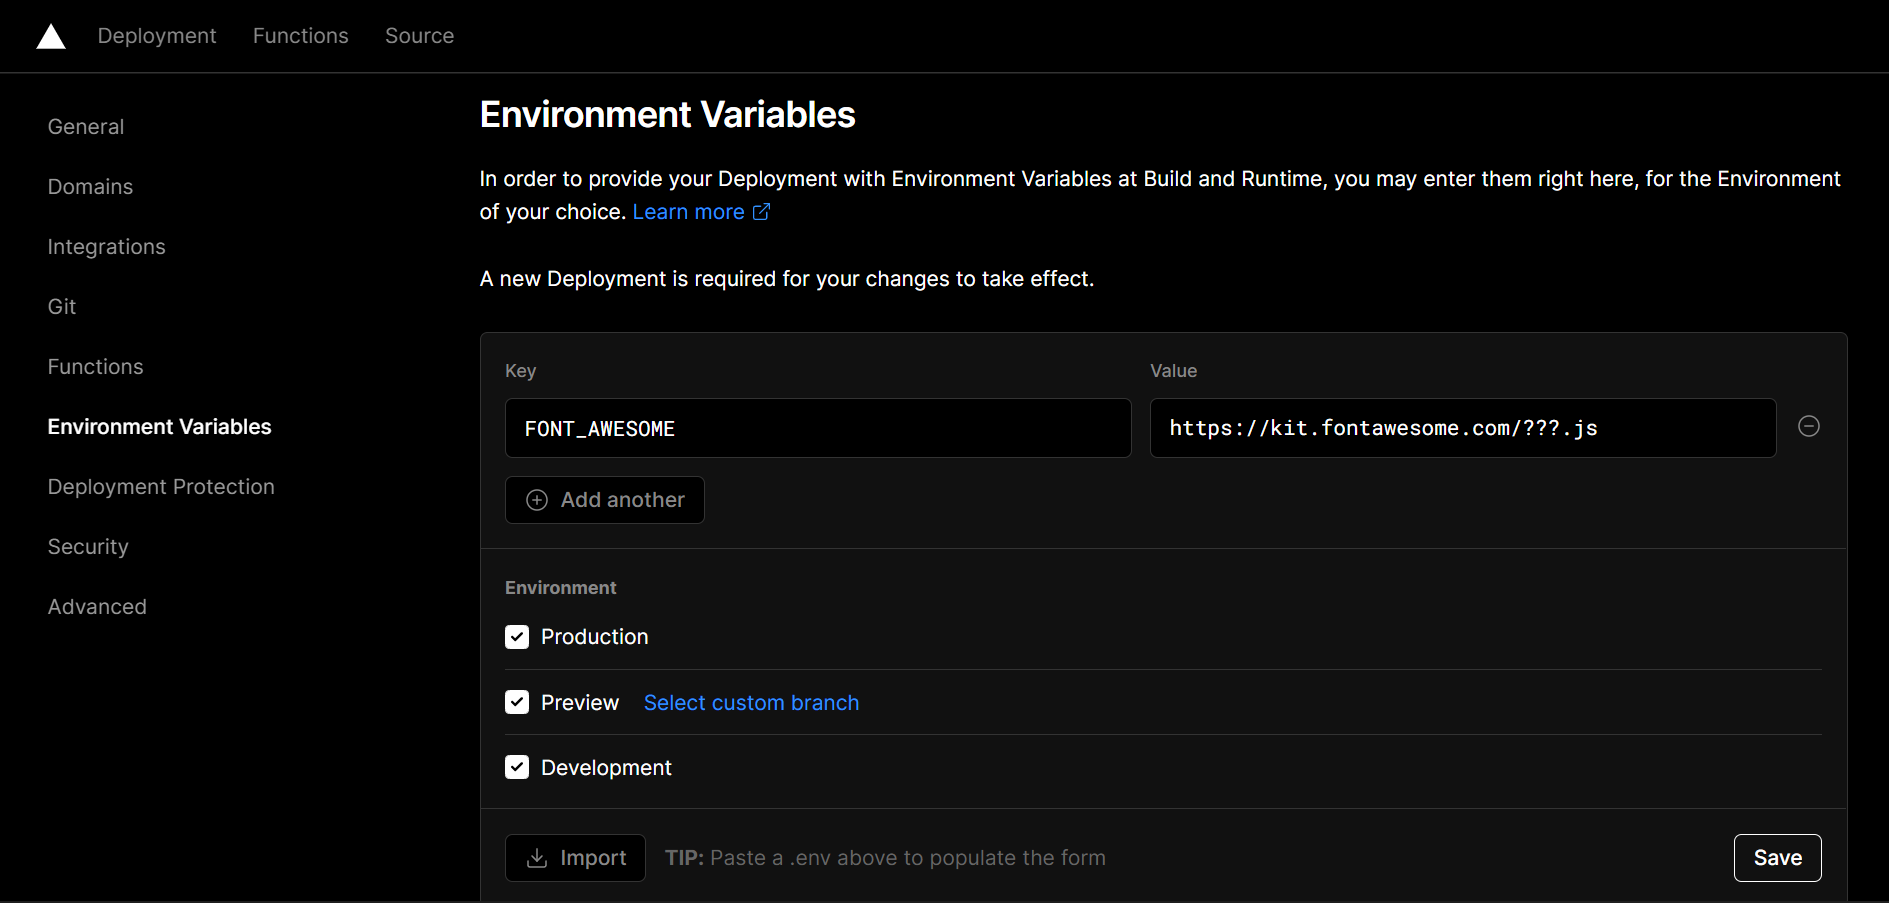 Deployment Functions Source
General
Domains
Integrations
Git
Functions
Environment Variables
Deployment Protection
Security
Advanced
Environment Variables
In order to provide your Deployment with Environment Variables at Build and Runtime, you may enter them right here, for the Environment
of your choice. Learn more
A new Deployment is required for your changes to take effect.
Key Value
FONT_AWESOME https://kit.fontawesome.com/???.js
Add another
Environment
Production
Preview Select custom branch
Development
Import TIP: Paste a .env above to populate the form Save